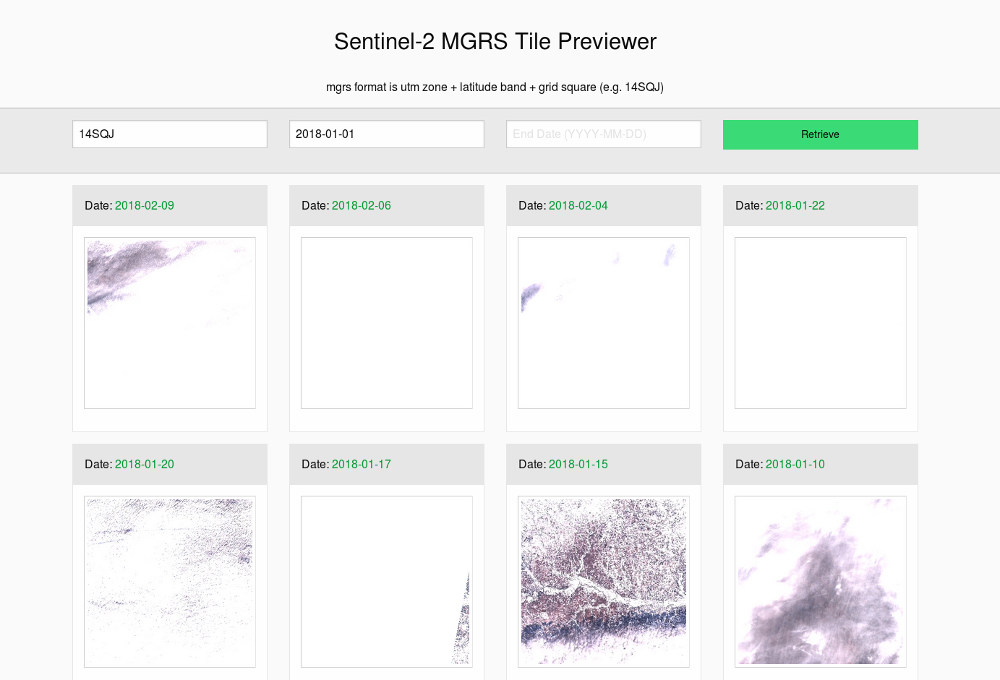 Sentinel-2 MGRS Tile Previewer
mgrs format is utm zone + latitude band + grid square (e.g. 14SQJ)
14SQJ
2018-01-01
End Date (YYYY-MM-DD)
Retrieve
Date: 2018-02-09
Date: 2018-02-06
Date: 2018-02-04
Date: 2018-01-22
Date: 2018-01-20
Date: 2018-01-17
Date: 2018-01-15
Date: 2018-01-10